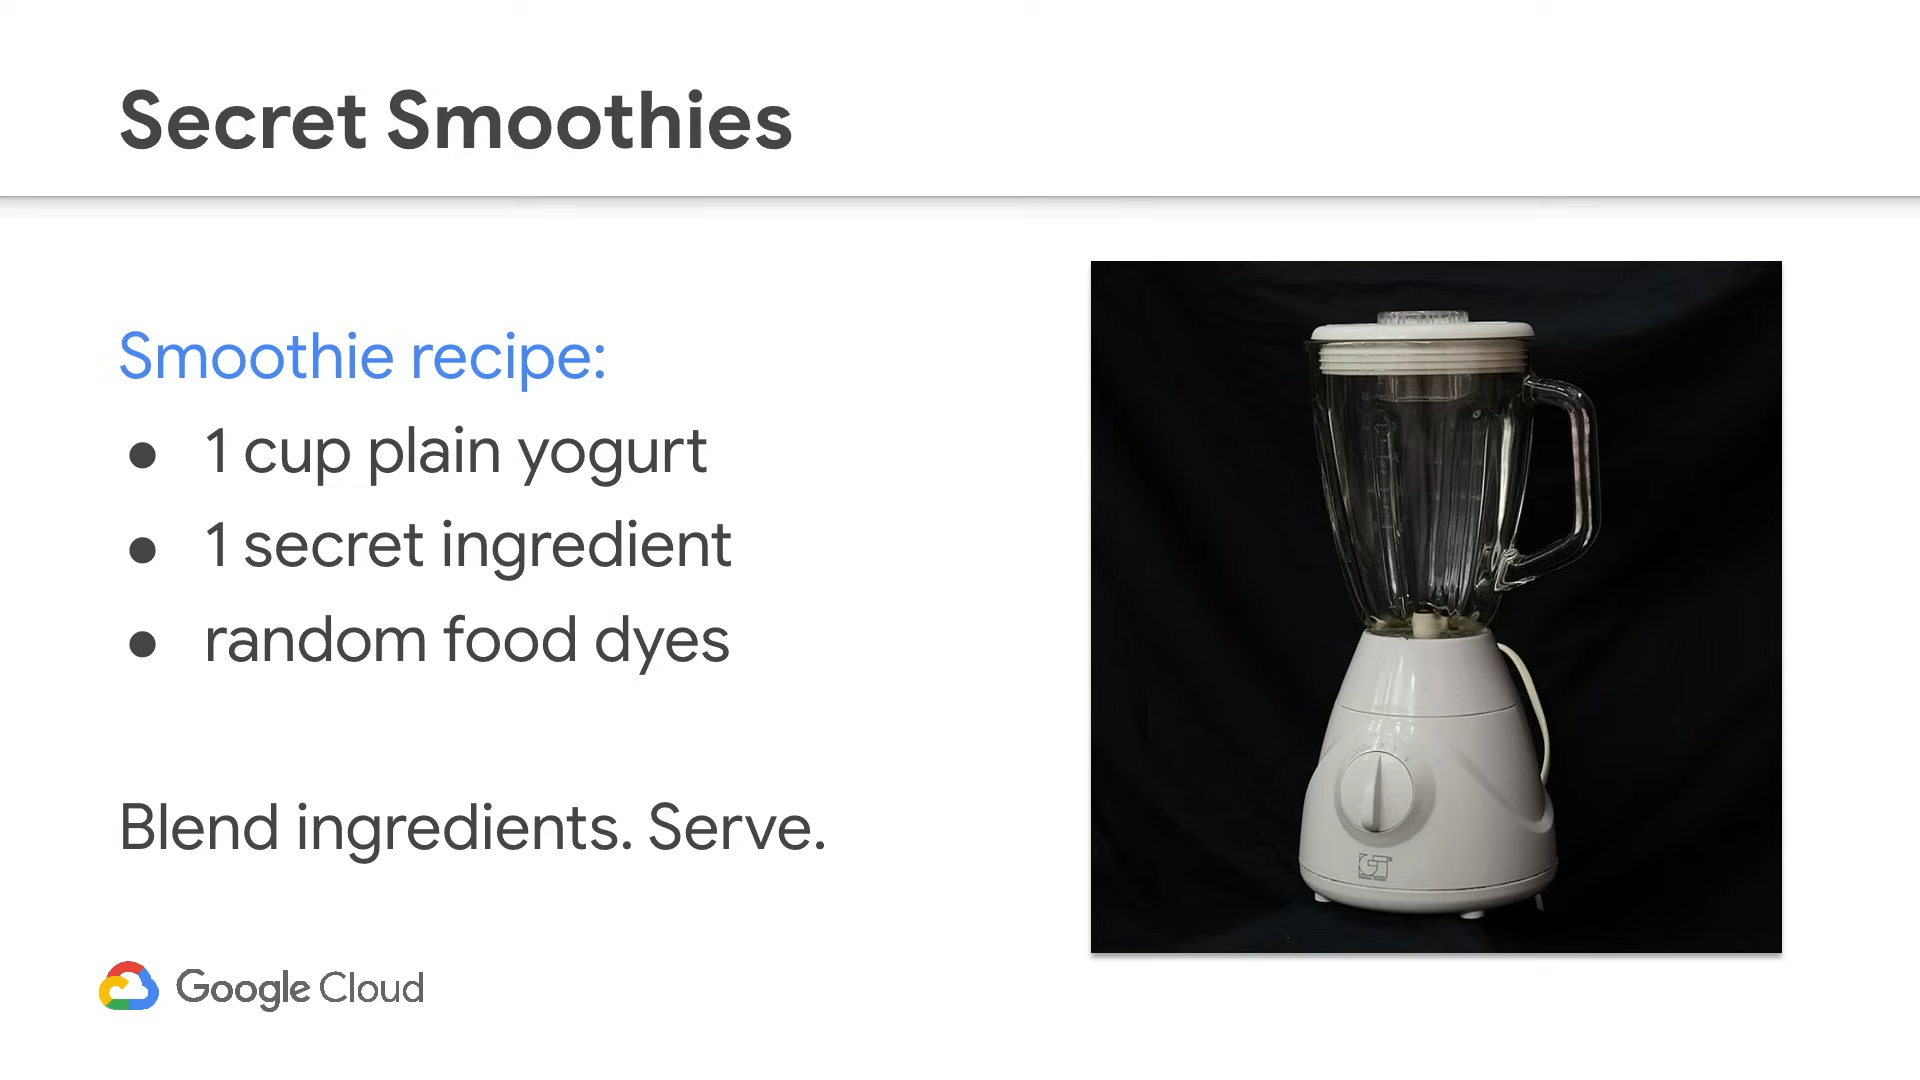 Secret Smoothies
Smoothie recipe:
● 1 cup plain yogurt
● 1 secret ingredient
● random food dyes
Blend ingredients. Serve.
Google Cloud